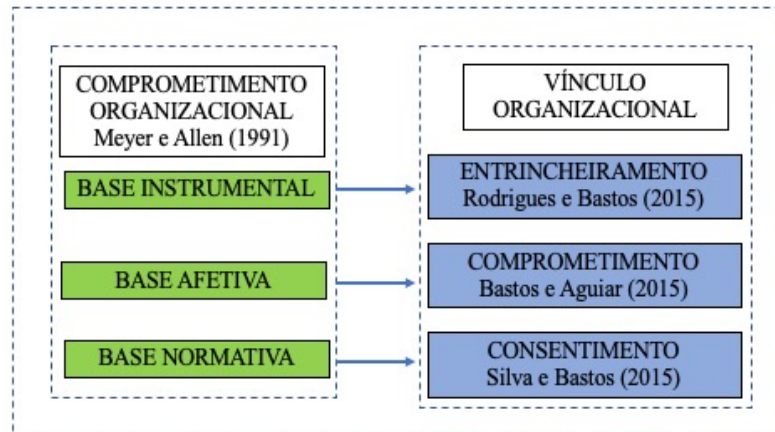 COMPROMETIMENTO
ORGANIZACIONAL
Meyer e Allen (1991)
BASE INSTRUMENTAL
BASE AFETIVA
BASE NORMATIVA
VÍNCULO
ORGANIZACIONAL
ENTRINCHEIRAMENTO
Rodrigues e Bastos (2015)
COMPROMETIMENTO
Bastos e Aguiar (2015)
CONSENTIMENTO
Silva e Bastos (2015)